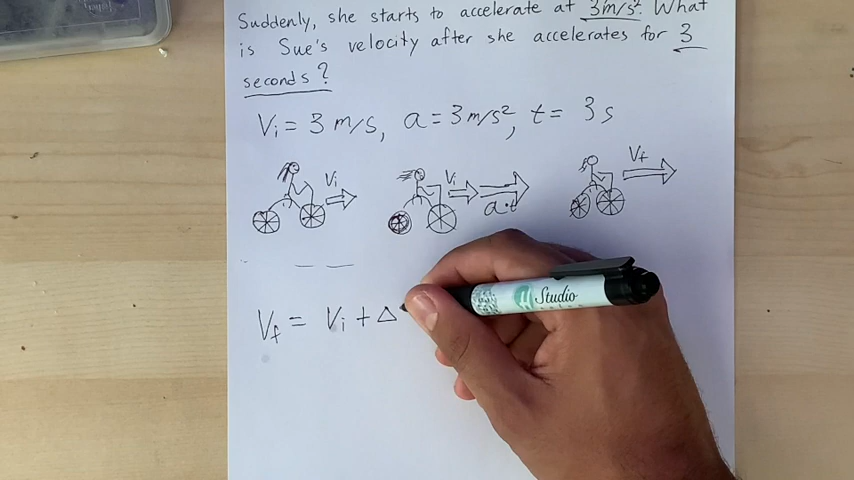 Suddenly, she starts to accelerate at 3m/s². What
is Sue's velocity after she accelerates for 3
seconds?
Vi = 3 m/s, a = 3 m/s², t = 3 s
Vi
Vi
a·t
Vf
Vf = Vi + Δ
Studio